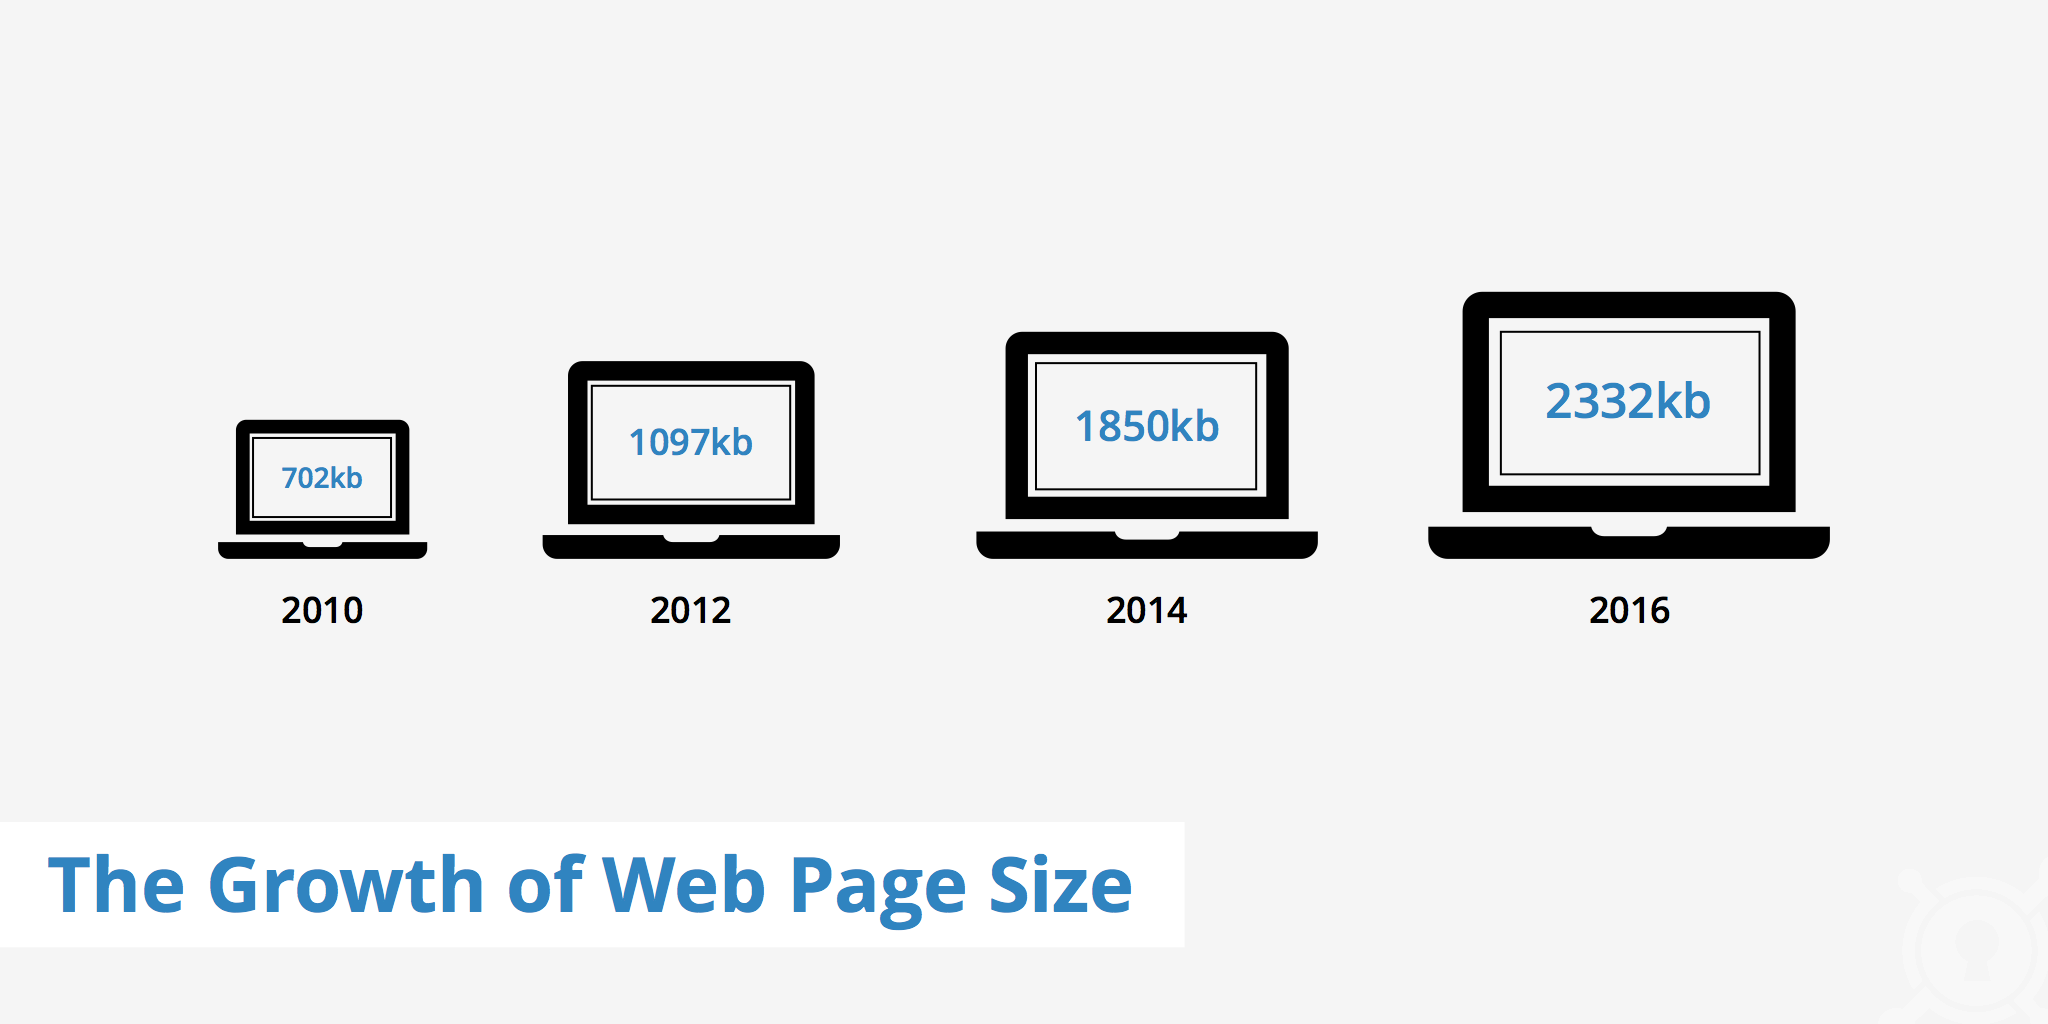 702kb
1097kb
1850kb
2332kb
2010
2012
2014
2016
The Growth of Web Page Size